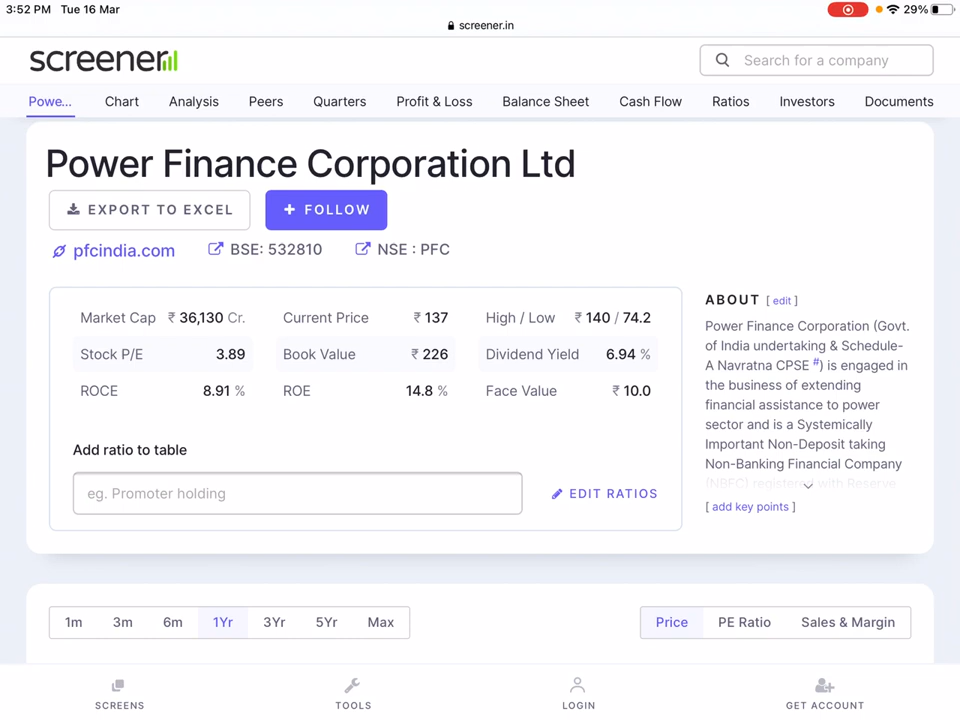 3:52 PM Tue 16 Mar
29%
screener.in
screener
Search for a company
Powe... Chart Analysis Peers Quarters Profit & Loss Balance Sheet Cash Flow Ratios Investors Documents
Power Finance Corporation Ltd
EXPORT TO EXCEL
+ FOLLOW
pfcindia.com BSE: 532810 NSE : PFC
Market Cap ₹ 36,130 Cr. Current Price ₹ 137 High / Low ₹ 140 / 74.2
Stock P/E 3.89 Book Value ₹ 226 Dividend Yield 6.94 %
ROCE 8.91 % ROE 14.8 % Face Value ₹ 10.0
Add ratio to table
eg. Promoter holding
EDIT RATIOS
ABOUT [ edit ]
Power Finance Corporation (Govt.
of India undertaking & Schedule-
A Navratna CPSE #) is engaged in
the business of extending
financial assistance to power
sector and is a Systemically
Important Non-Deposit taking
Non-Banking Financial Company
(NBFC) registered with Reserve
[ add key points ]
1m 3m 6m 1Yr 3Yr 5Yr Max
Price PE Ratio Sales & Margin
SCREENS TOOLS LOGIN GET ACCOUNT